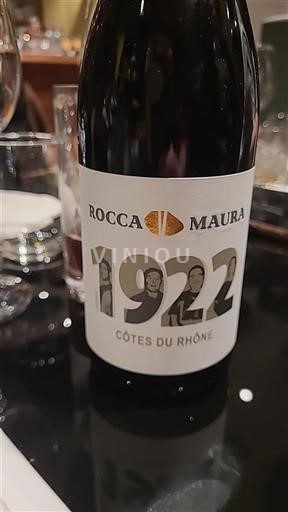 ROCCA MAURA
VINIOU
1922
CÔTES DU RHÔNE